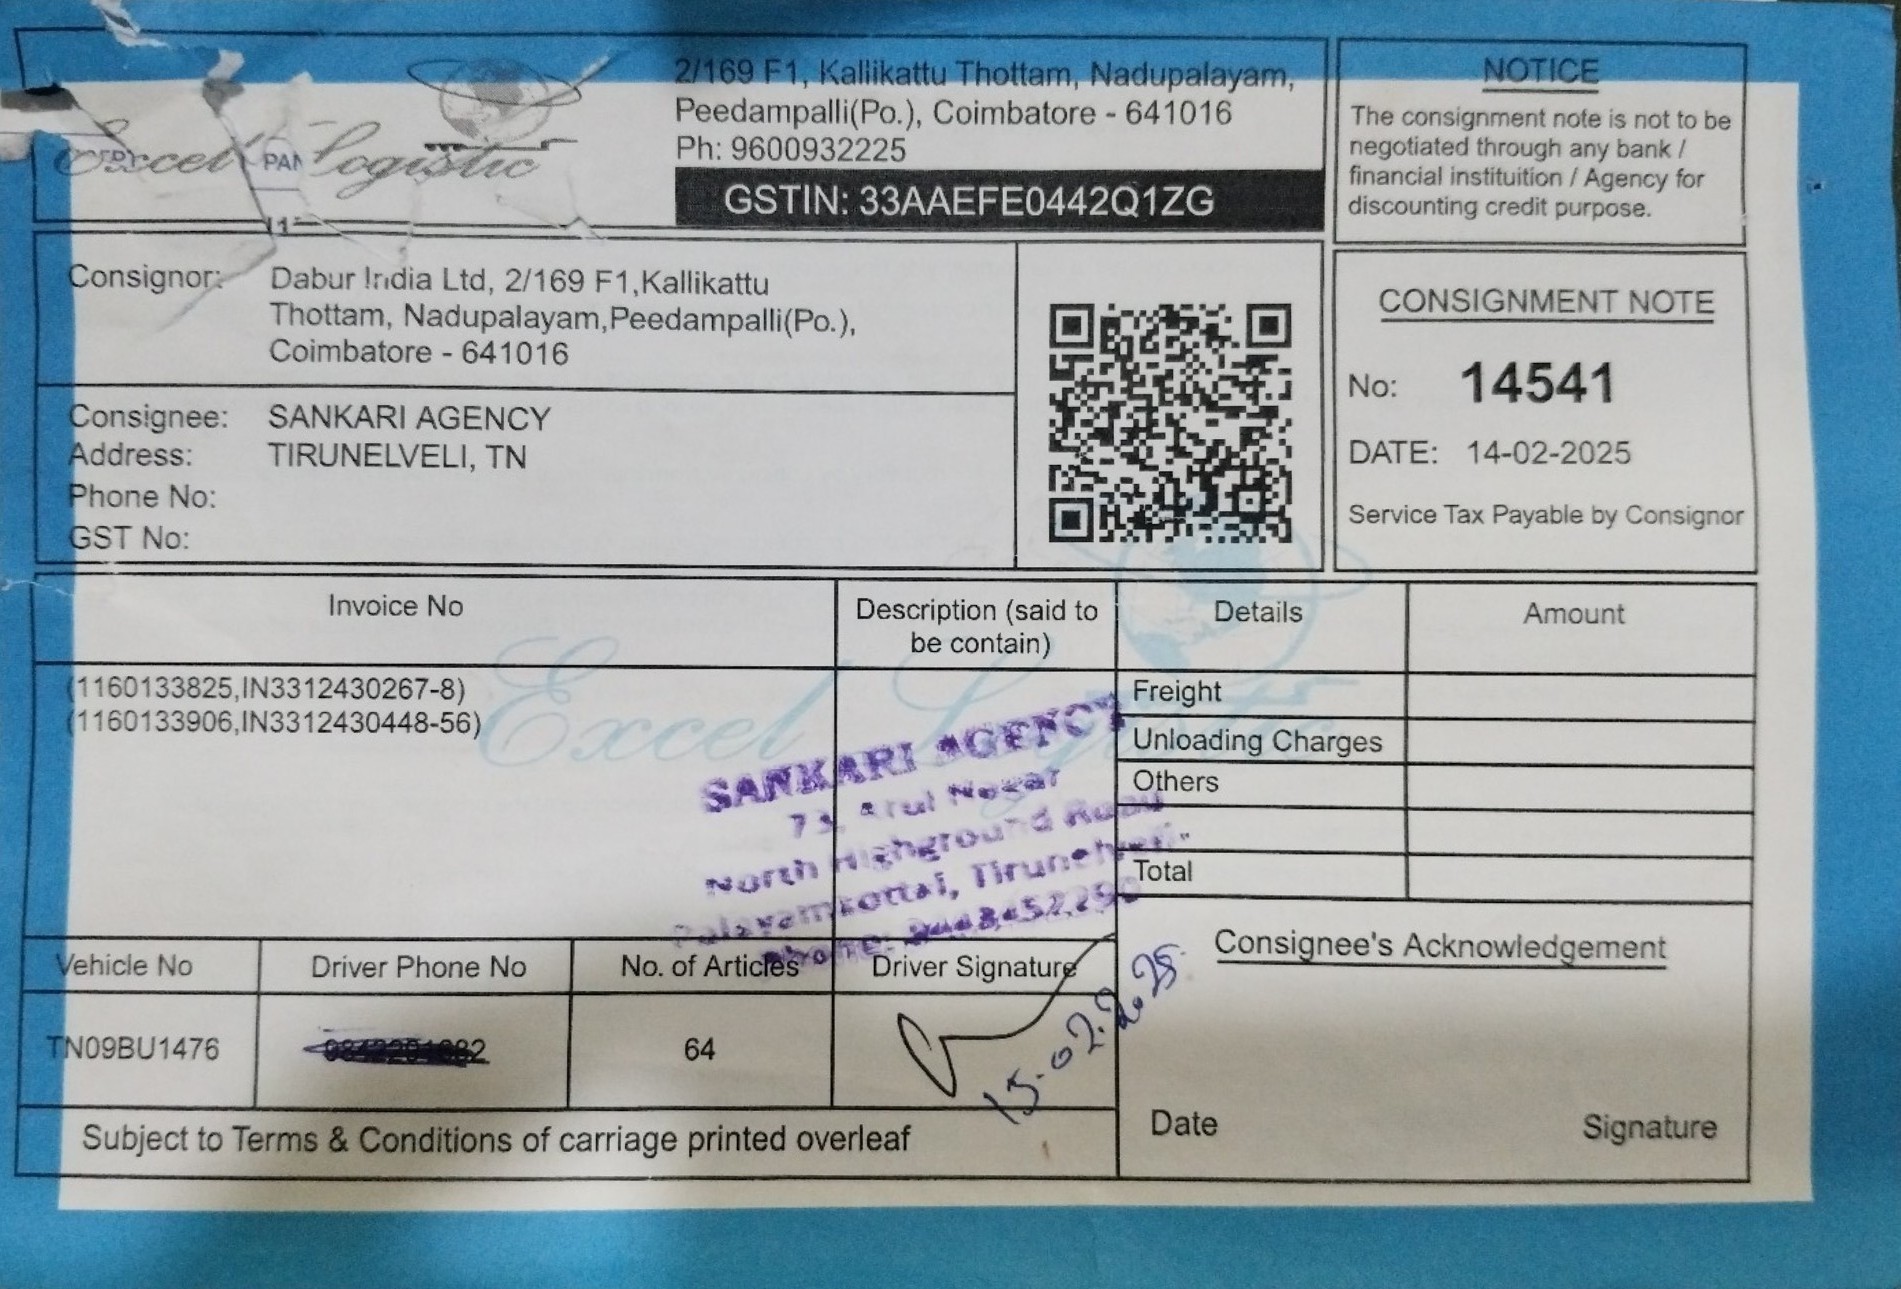 Excel Logistic
PAN
2/169 F1, Kallikattu Thottam, Nadupalayam,
Peedampalli(Po.), Coimbatore - 641016
Ph: 9600932225
GSTIN: 33AAEFE0442Q1ZG
NOTICE
The consignment note is not to be
negotiated through any bank /
financial instituition / Agency for
discounting credit purpose.
Consignor: Dabur India Ltd, 2/169 F1,Kallikattu
Thottam, Nadupalayam,Peedampalli(Po.),
Coimbatore - 641016
Consignee: SANKARI AGENCY
Address: TIRUNELVELI, TN
Phone No:
GST No:
CONSIGNMENT NOTE
No: 14541
DATE: 14-02-2025
Service Tax Payable by Consignor
Invoice No
Description (said to
be contain)
Details Amount
(1160133825,IN3312430267-8)
(1160133906,IN3312430448-56)
Excel Logistic
Freight
Unloading Charges
Others
Total
SANKARI AGENCY
North Highground Road
Palayamkottai, Tirunelveli.
Phone:
Vehicle No Driver Phone No No. of Articles Driver Signature
TN09BU1476 64
15.02.2025
Consignee's Acknowledgement
Date Signature
Subject to Terms & Conditions of carriage printed overleaf